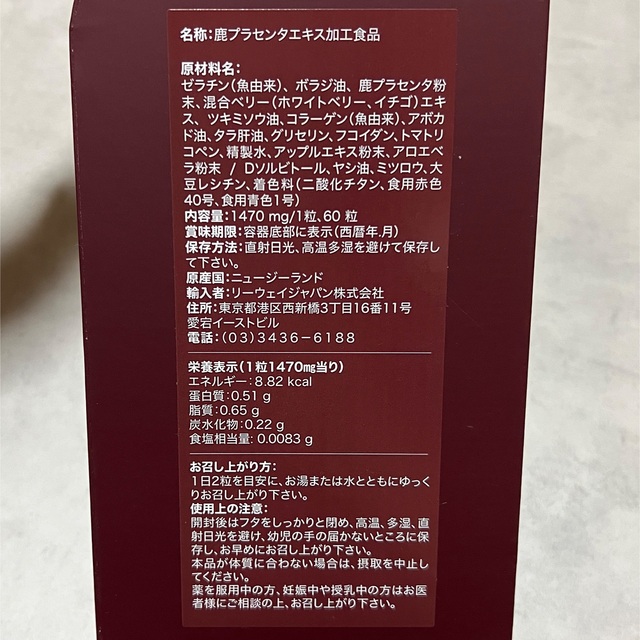 名称：鹿プラセンタエキス加工食品
原材料名：
ゼラチン（魚由来）、ボラジ油、鹿プラセンタ粉
末、混合ベリー（ホワイトベリー、イチゴ）エキ
ス、ツキミソウ油、コラーゲン（魚由来）、アボカ
ド油、タラ肝油、グリセリン、フコイダン、トマトリ
コペン、精製水、アップルエキス粉末、アロエベ
ラ粉末 / Dソルビトール、ヤシ油、ミツロウ、大
豆レシチン、着色料（二酸化チタン、食用赤色
40号、食用青色1号）
内容量：1470 mg/1粒、60 粒
賞味期限：容器底部に表示（西暦年.月）
保存方法：直射日光、高温多湿を避けて保存し
て下さい。
原産国：ニュージーランド
輸入者：リーウェイジャパン株式会社
住所：東京都港区西新橋3丁目16番11号
愛宕イーストビル
電話：（03）3436-6188
栄養表示（1粒1470mg当り）
エネルギー：8.82 kcal
蛋白質：0.51 g
脂質：0.65 g
炭水化物：0.22 g
食塩相当量：0.0083 g
お召し上がり方：
1日2粒を目安に、お湯または水とともにゆっく
りお召し上がり下さい。
使用上の注意：
開封後はフタをしっかりと閉め、高温、多湿、直
射日光を避け、幼児の手の届かないところに保
存し、お早めにお召し上がり下さい。
本品が体質に合わない場合は、摂取を中止し
てください。
薬を服用中の方、妊娠中や授乳中の方はお医
者様にご相談の上、お召し上がり下さい。